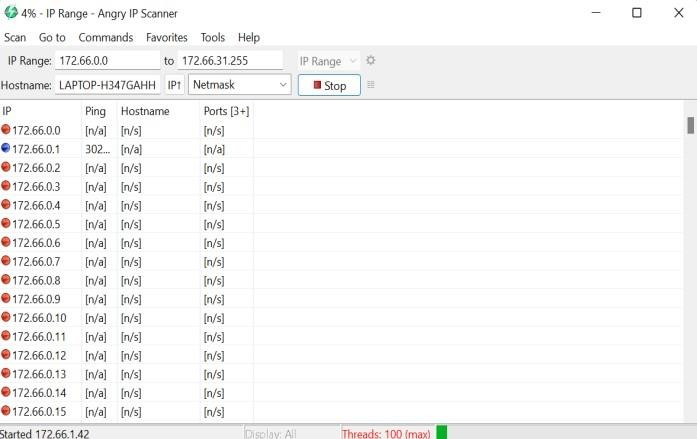 4% - IP Range - Angry IP Scanner
Scan Go to Commands Favorites Tools Help
IP Range: 172.66.0.0 to 172.66.31.255 IP Range
Hostname: LAPTOP-H347GAHH IP↑ Netmask Stop
IP Ping Hostname Ports [3+]
172.66.0.0 [n/a] [n/s] [n/s]
172.66.0.1 302... [n/a] [n/a]
172.66.0.2 [n/a] [n/s] [n/s]
172.66.0.3 [n/a] [n/s] [n/s]
172.66.0.4 [n/a] [n/s] [n/s]
172.66.0.5 [n/a] [n/s] [n/s]
172.66.0.6 [n/a] [n/s] [n/s]
172.66.0.7 [n/a] [n/s] [n/s]
172.66.0.8 [n/a] [n/s] [n/s]
172.66.0.9 [n/a] [n/s] [n/s]
172.66.0.10 [n/a] [n/s] [n/s]
172.66.0.11 [n/a] [n/s] [n/s]
172.66.0.12 [n/a] [n/s] [n/s]
172.66.0.13 [n/a] [n/s] [n/s]
172.66.0.14 [n/a] [n/s] [n/s]
172.66.0.15 [n/a] [n/s] [n/s]
Started 172.66.1.42 Display: All Threads: 100 (max)